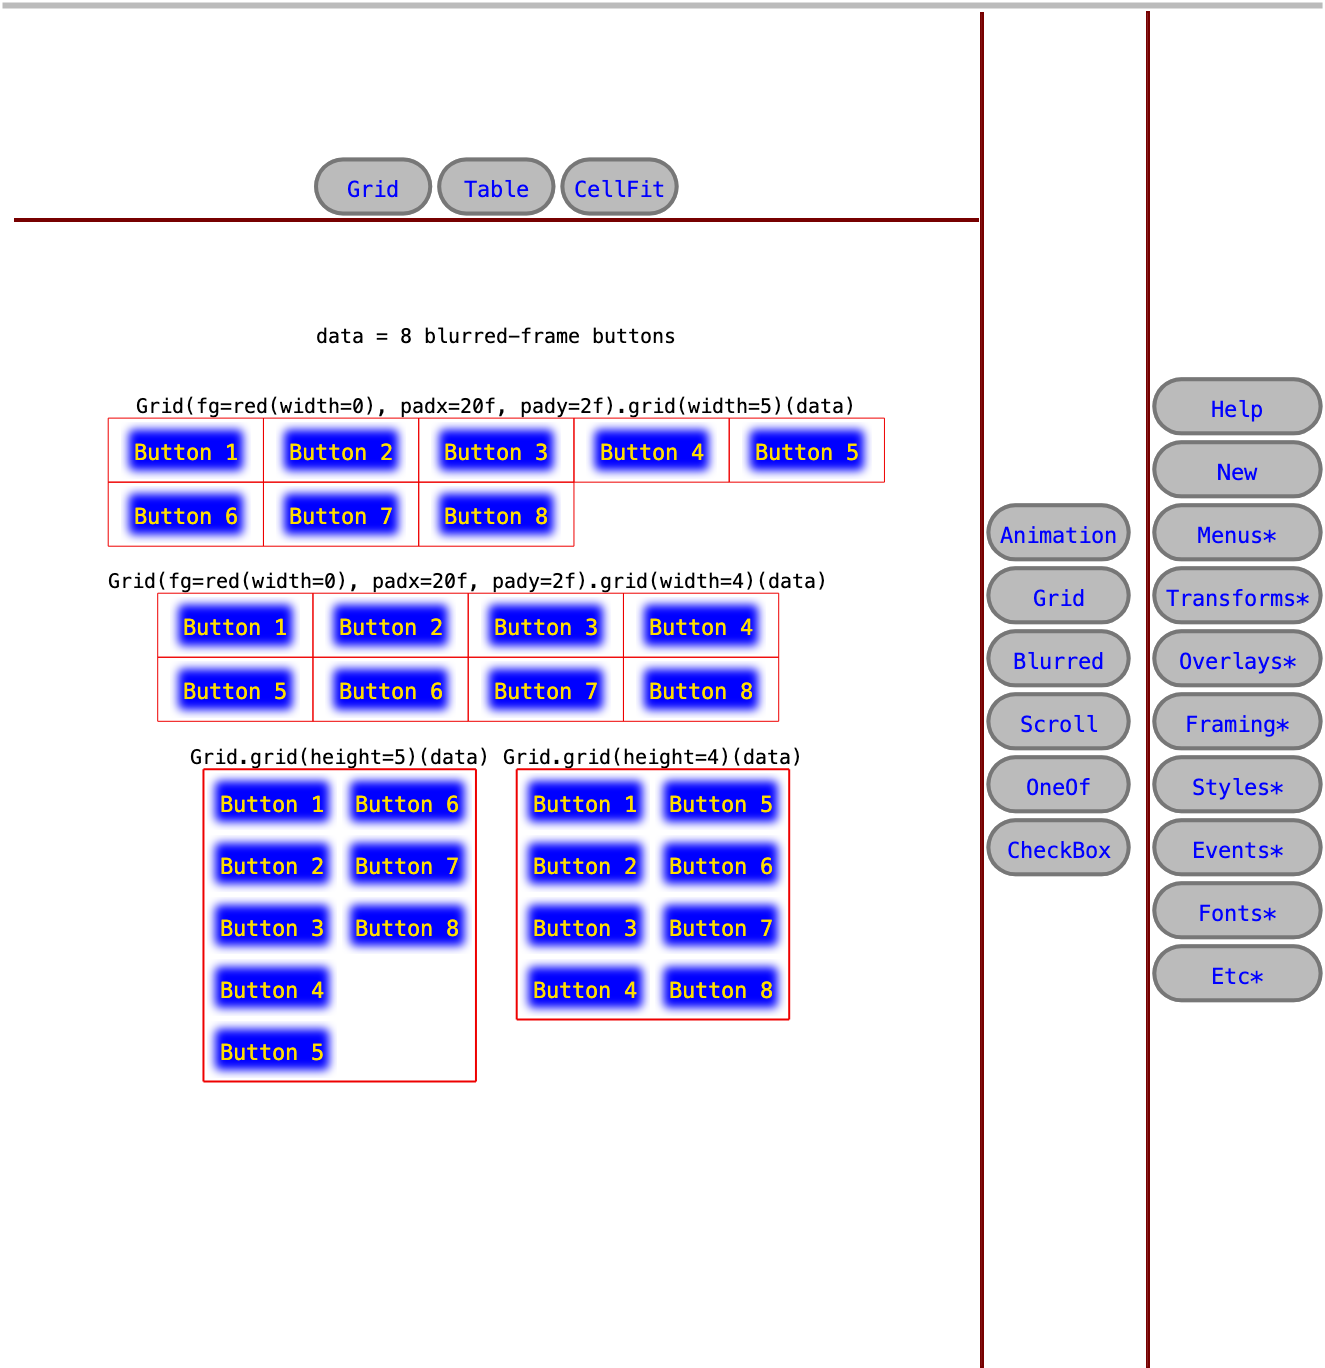 Grid Table CellFit
data = 8 blurred-frame buttons
Grid(fg=red(width=0), padx=20f, pady=2f).grid(width=5)(data)
Button 1 Button 2 Button 3 Button 4 Button 5
Button 6 Button 7 Button 8
Grid(fg=red(width=0), padx=20f, pady=2f).grid(width=4)(data)
Button 1 Button 2 Button 3 Button 4
Button 5 Button 6 Button 7 Button 8
Grid.grid(height=5)(data)
Button 1 Button 6
Button 2 Button 7
Button 3 Button 8
Button 4
Button 5
Grid.grid(height=4)(data)
Button 1 Button 5
Button 2 Button 6
Button 3 Button 7
Button 4 Button 8
Animation
Grid
Blurred
Scroll
OneOf
CheckBox
Help
New
Menus*
Transforms*
Overlays*
Framing*
Styles*
Events*
Fonts*
Etc*